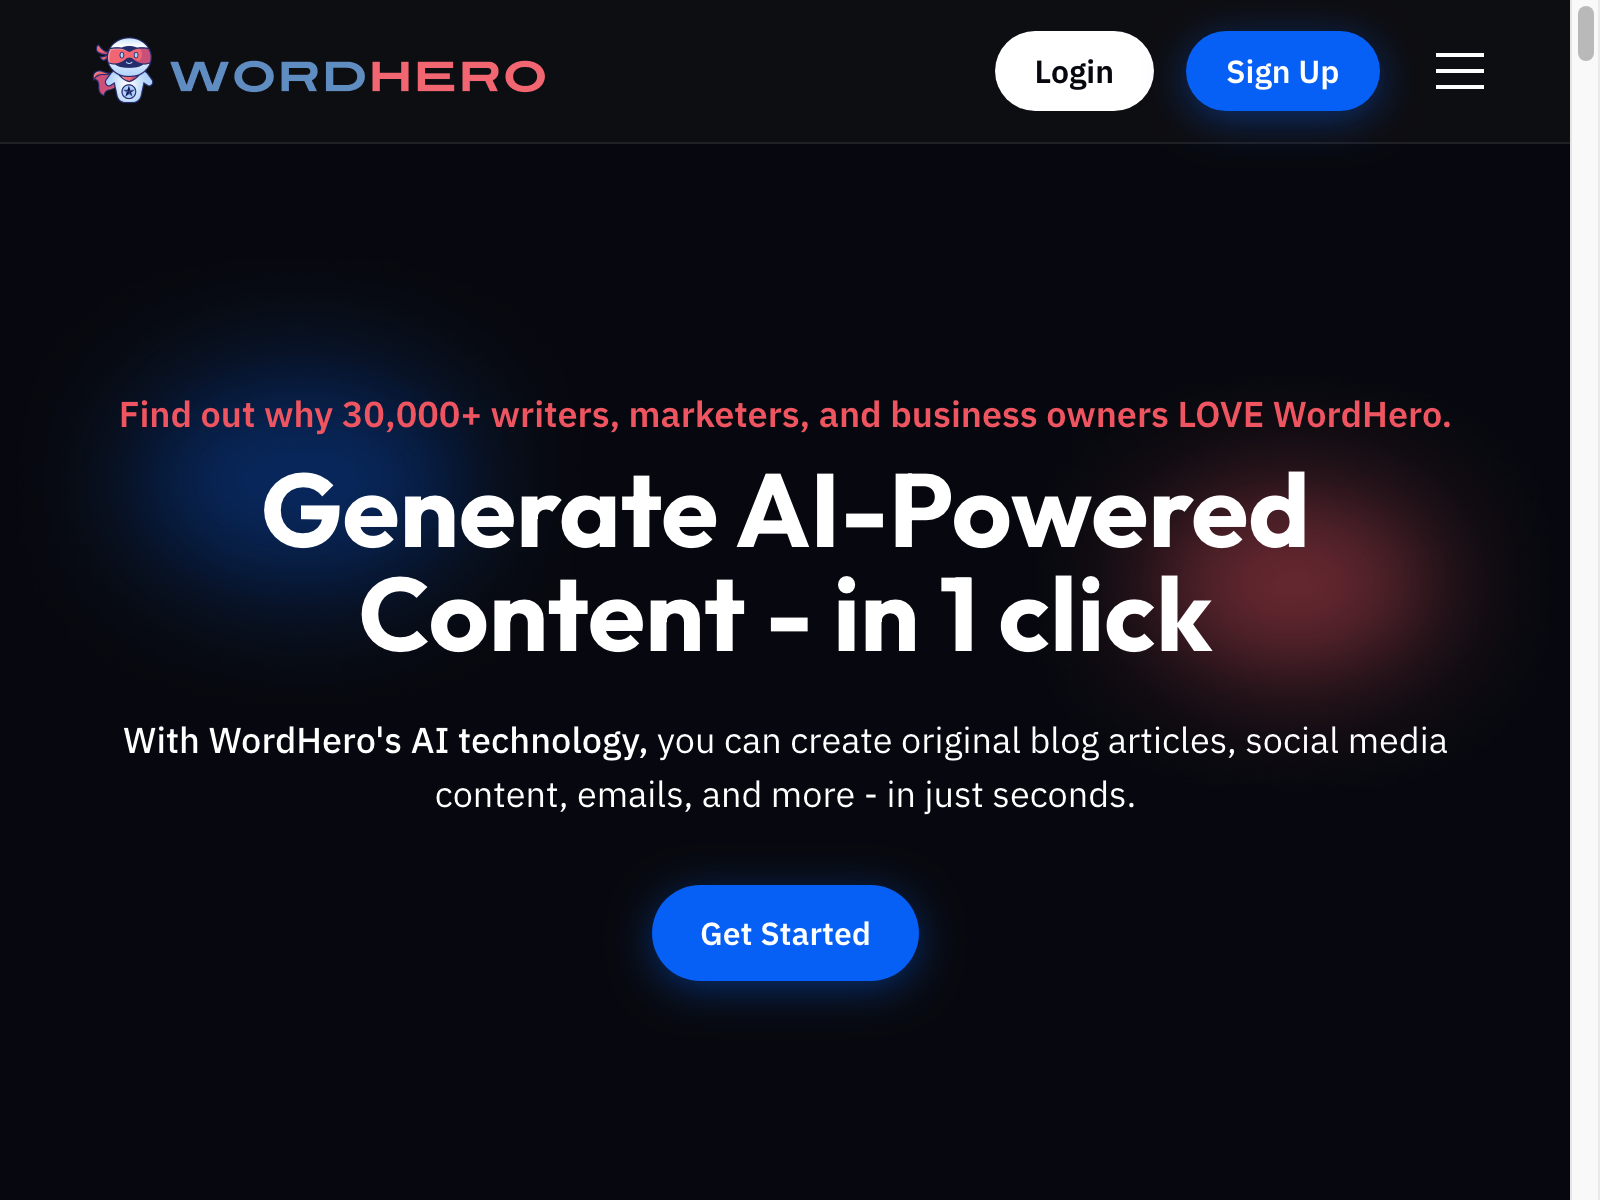 WORDHERO
Login
Sign Up
Find out why 30,000+ writers, marketers, and business owners LOVE WordHero.
Generate AI-Powered
Content - in 1 click
With WordHero's AI technology, you can create original blog articles, social media
content, emails, and more - in just seconds.
Get Started